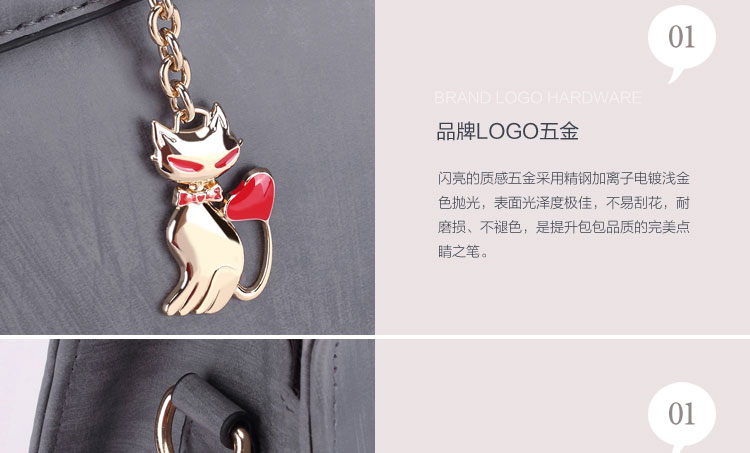 01
BRAND LOGO HARDWARE
品牌LOGO五金
闪亮的质感五金采用精钢加离子电镀浅金
色抛光，表面光泽度极佳，不易刮花，耐
磨损、不褪色，是提升包包品质的完美点
睛之笔。
01